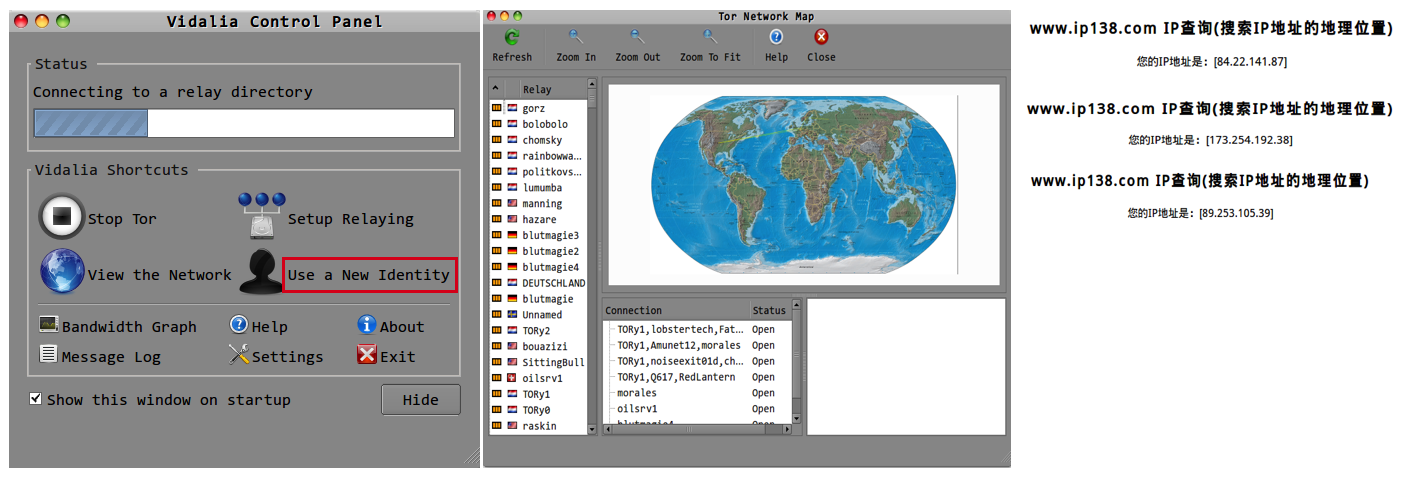 Vidalia Control Panel
Status
Connecting to a relay directory
Vidalia Shortcuts
Stop Tor
Setup Relaying
View the Network
Use a New Identity
Bandwidth Graph
Help
About
Message Log
Settings
Exit
Show this window on startup
Hide
Tor Network Map
Refresh
Zoom In
Zoom Out
Zoom To Fit
Help
Close
Relay
gorz
bolobolo
chomsky
rainbowwa...
politkovs...
lumumba
manning
hazare
blutmagie3
blutmagie2
blutmagie4
DEUTSCHLAND
blutmagie
Unnamed
TORy2
bouazizi
SittingBull
oilsrv1
TORy1
TORy0
raskin
Connection Status
TORy1,lobstertech,Fat... Open
TORy1,Amunet12,morales Open
TORy1,noiseexit01d,ch... Open
TORy1,Q617,RedLantern Open
morales Open
oilsrv1 Open
blutmagie4 Open
www.ip138.com IP查询(搜索IP地址的地理位置)
您的IP地址是：[84.22.141.87]
www.ip138.com IP查询(搜索IP地址的地理位置)
您的IP地址是：[173.254.192.38]
www.ip138.com IP查询(搜索IP地址的地理位置)
您的IP地址是：[89.253.105.39]